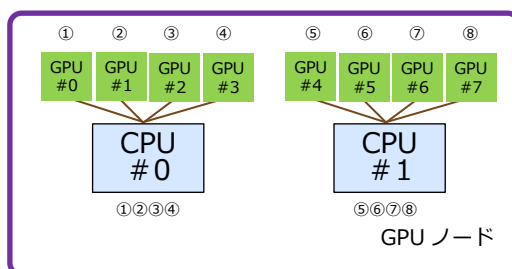 ① ② ③ ④ ⑤ ⑥ ⑦ ⑧
GPU #0 GPU #1 GPU #2 GPU #3 GPU #4 GPU #5 GPU #6 GPU #7
CPU #0 CPU #1
①②③④ ⑤⑥⑦⑧
GPU ノード